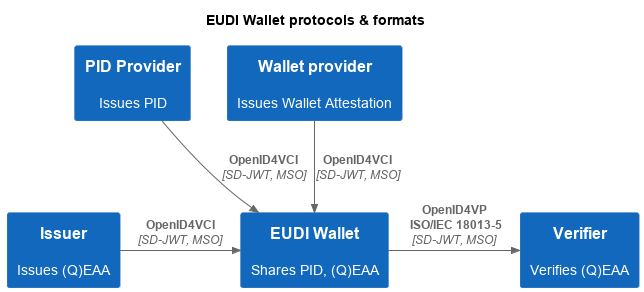 EUDI Wallet protocols & formats
PID Provider
Issues PID
Wallet provider
Issues Wallet Attestation
OpenID4VCI
[SD-JWT, MSO]
OpenID4VCI
[SD-JWT, MSO]
Issuer
Issues (Q)EAA
OpenID4VCI
[SD-JWT, MSO]
EUDI Wallet
Shares PID, (Q)EAA
OpenID4VP
ISO/IEC 18013-5
[SD-JWT, MSO]
Verifier
Verifies (Q)EAA